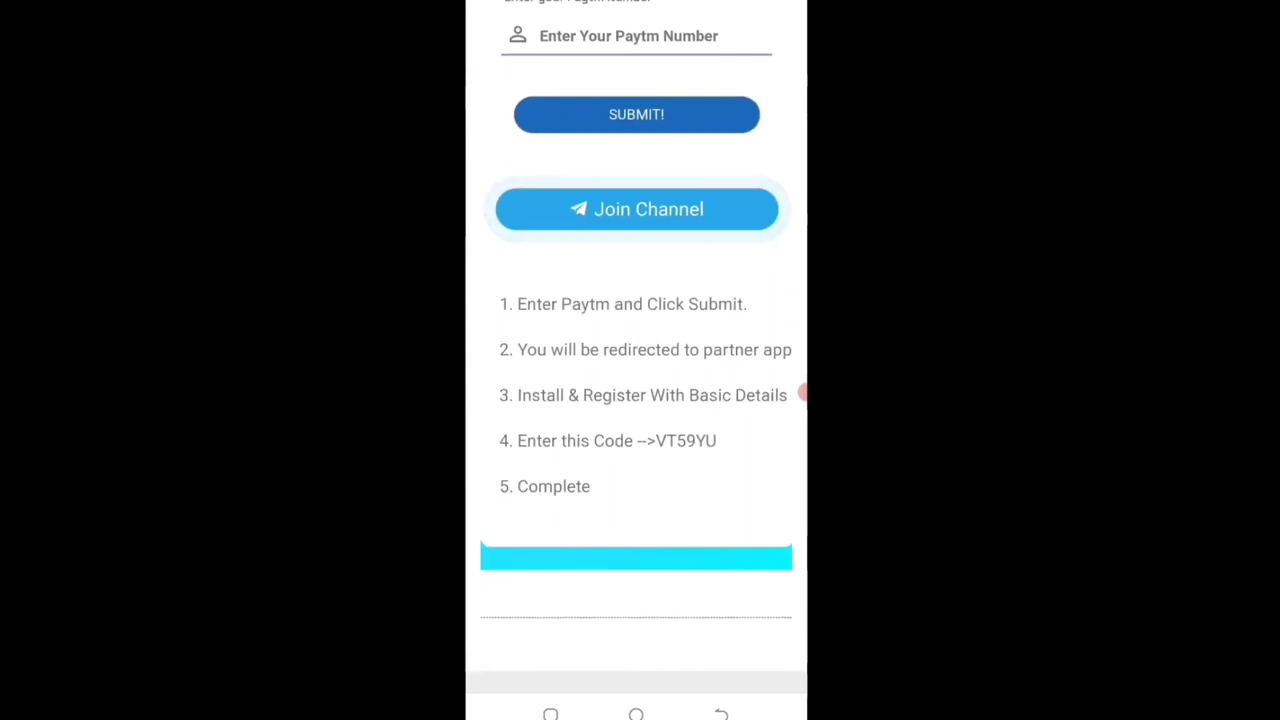 Enter your Paytm Number
Enter Your Paytm Number
SUBMIT!
Join Channel
1. Enter Paytm and Click Submit.
2. You will be redirected to partner app
3. Install & Register With Basic Details
4. Enter this Code -->VT59YU
5. Complete